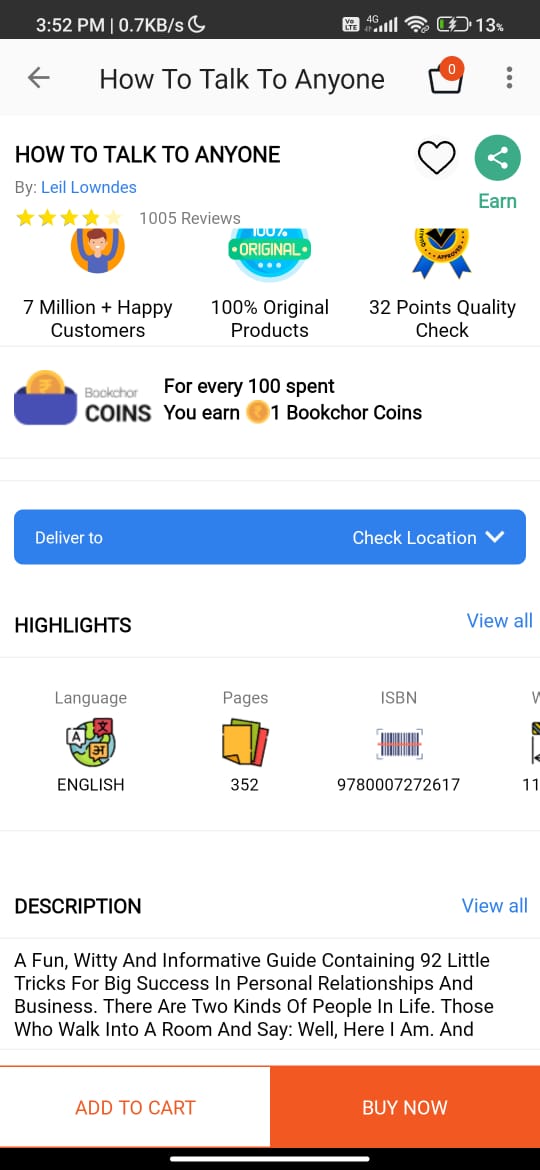 3:52 PM | 0.7KB/s
Vo LTE 4G 13%
How To Talk To Anyone
0
HOW TO TALK TO ANYONE
By: Leil Lowndes
1005 Reviews
Earn
100%
ORIGINAL
APPROVED
7 Million + Happy
Customers
100% Original
Products
32 Points Quality
Check
Bookchor
COINS
For every 100 spent
You earn ₹1 Bookchor Coins
Deliver to
Check Location
HIGHLIGHTS
View all
Language
Pages
ISBN
A 文 अ
ENGLISH
352
9780007272617
11
DESCRIPTION
View all
A Fun, Witty And Informative Guide Containing 92 Little
Tricks For Big Success In Personal Relationships And
Business. There Are Two Kinds Of People In Life. Those
Who Walk Into A Room And Say: Well, Here I Am. And
ADD TO CART
BUY NOW